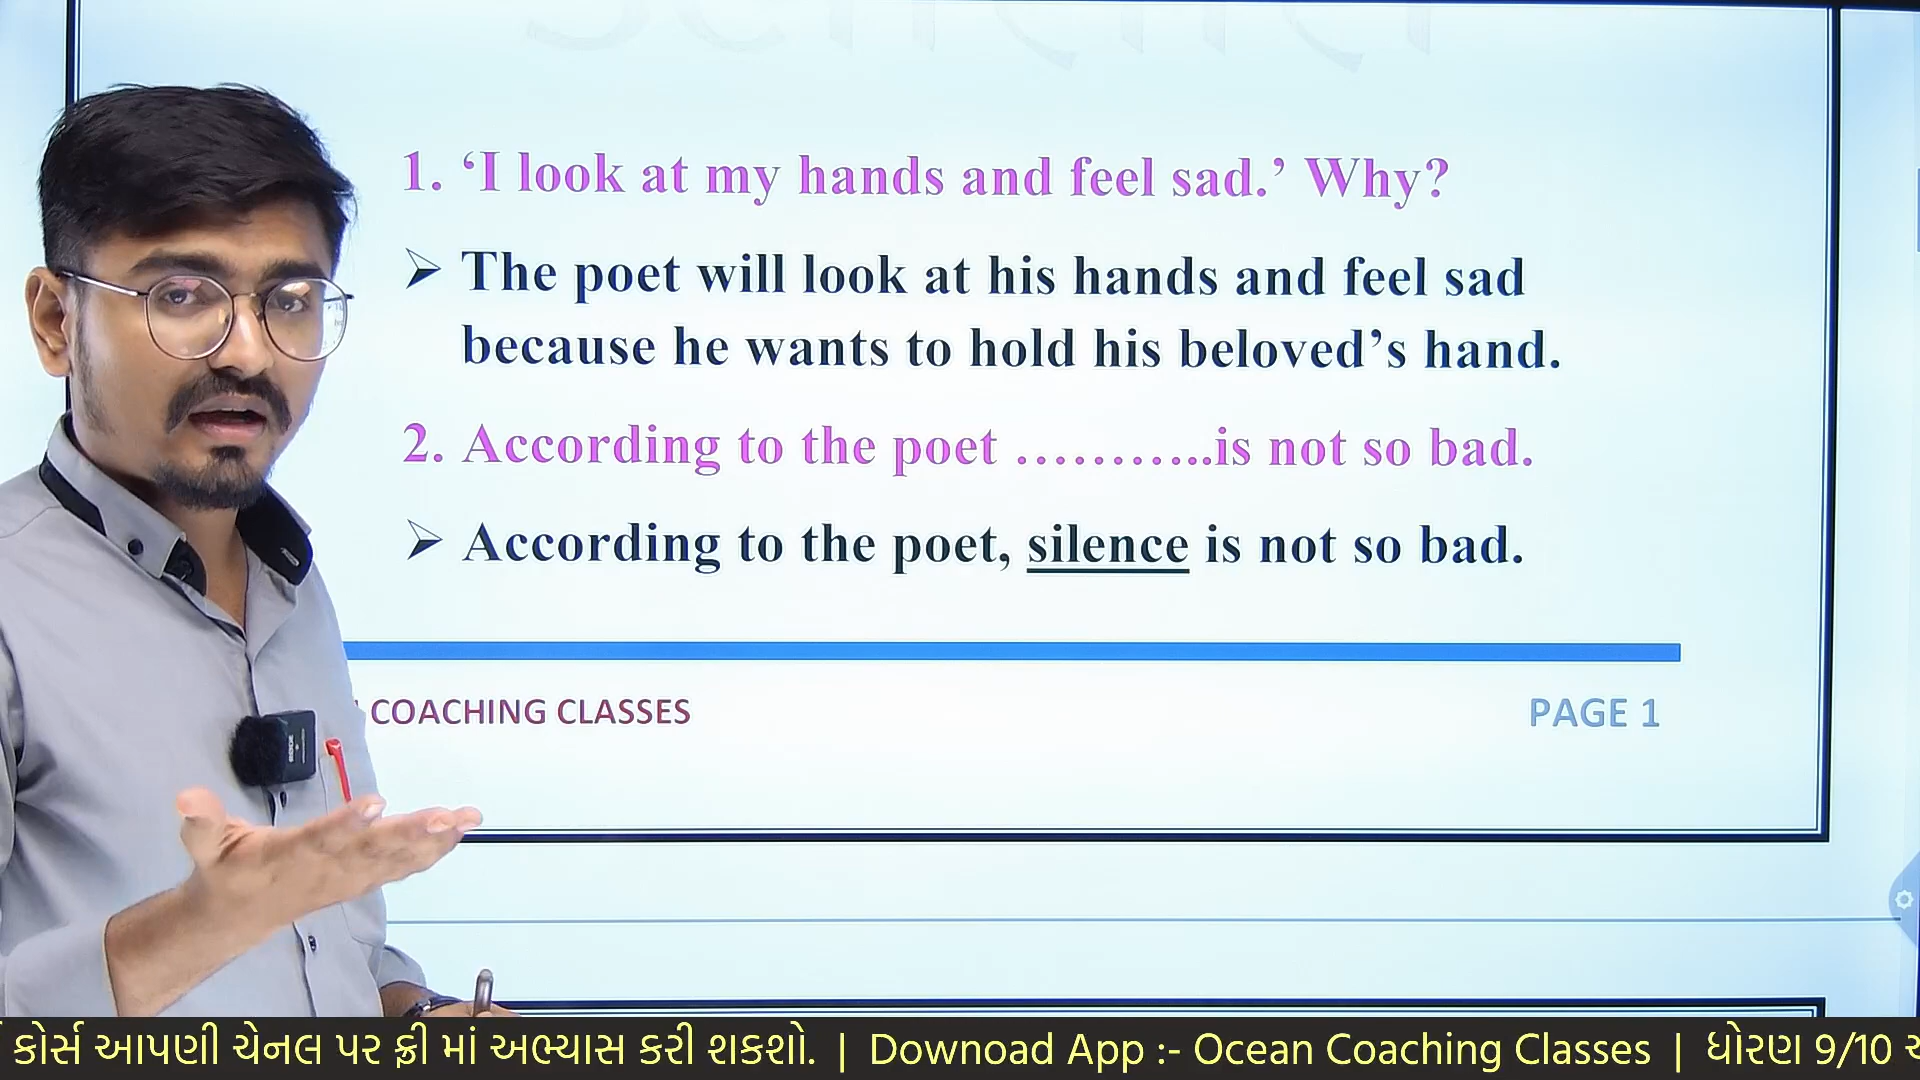 1. ‘I look at my hands and feel sad.’ Why?
➢ The poet will look at his hands and feel sad
because he wants to hold his beloved’s hand.
2. According to the poet ………..is not so bad.
➢ According to the poet, silence is not so bad.
COACHING CLASSES
PAGE 1
કોર્સ આપણી ચેનલ પર ફ્રી માં અભ્યાસ કરી શકશો. | Downoad App :- Ocean Coaching Classes | ધોરણ 9/10